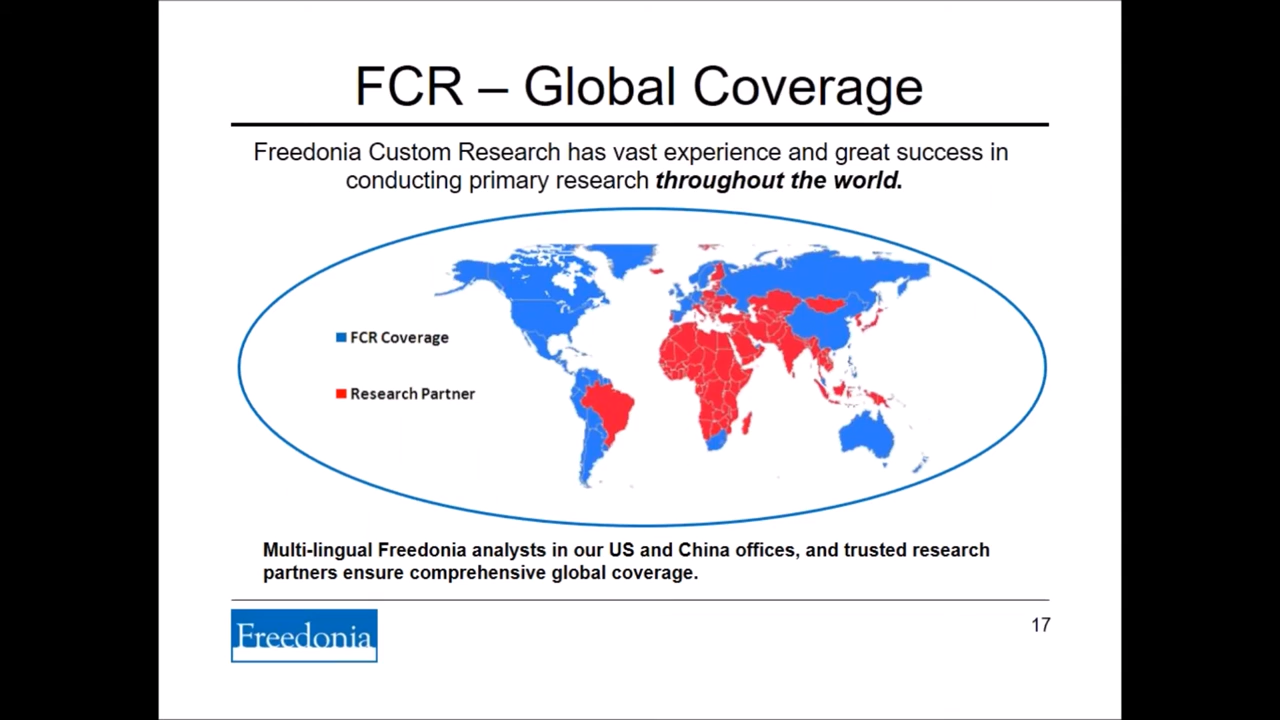 FCR – Global Coverage
Freedonia Custom Research has vast experience and great success in
conducting primary research throughout the world.
FCR Coverage
Research Partner
Multi-lingual Freedonia analysts in our US and China offices, and trusted research
partners ensure comprehensive global coverage.
Freedonia
17